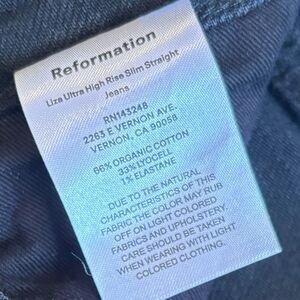 Reformation
Liza Ultra High Rise Slim Straight
Jeans
RN143248
2263 E VERNON AVE.
VERNON, CA 90058
66% ORGANIC COTTON
33% LYOCELL
1% ELASTANE
DUE TO THE NATURAL
CHARACTERISTICS OF THIS
FABRIC THE COLOR MAY RUB
OFF ON LIGHT COLORED
FABRICS AND UPHOLSTERY.
CARE SHOULD BE TAKEN
WHEN WEARING WITH LIGHT
COLORED CLOTHING.